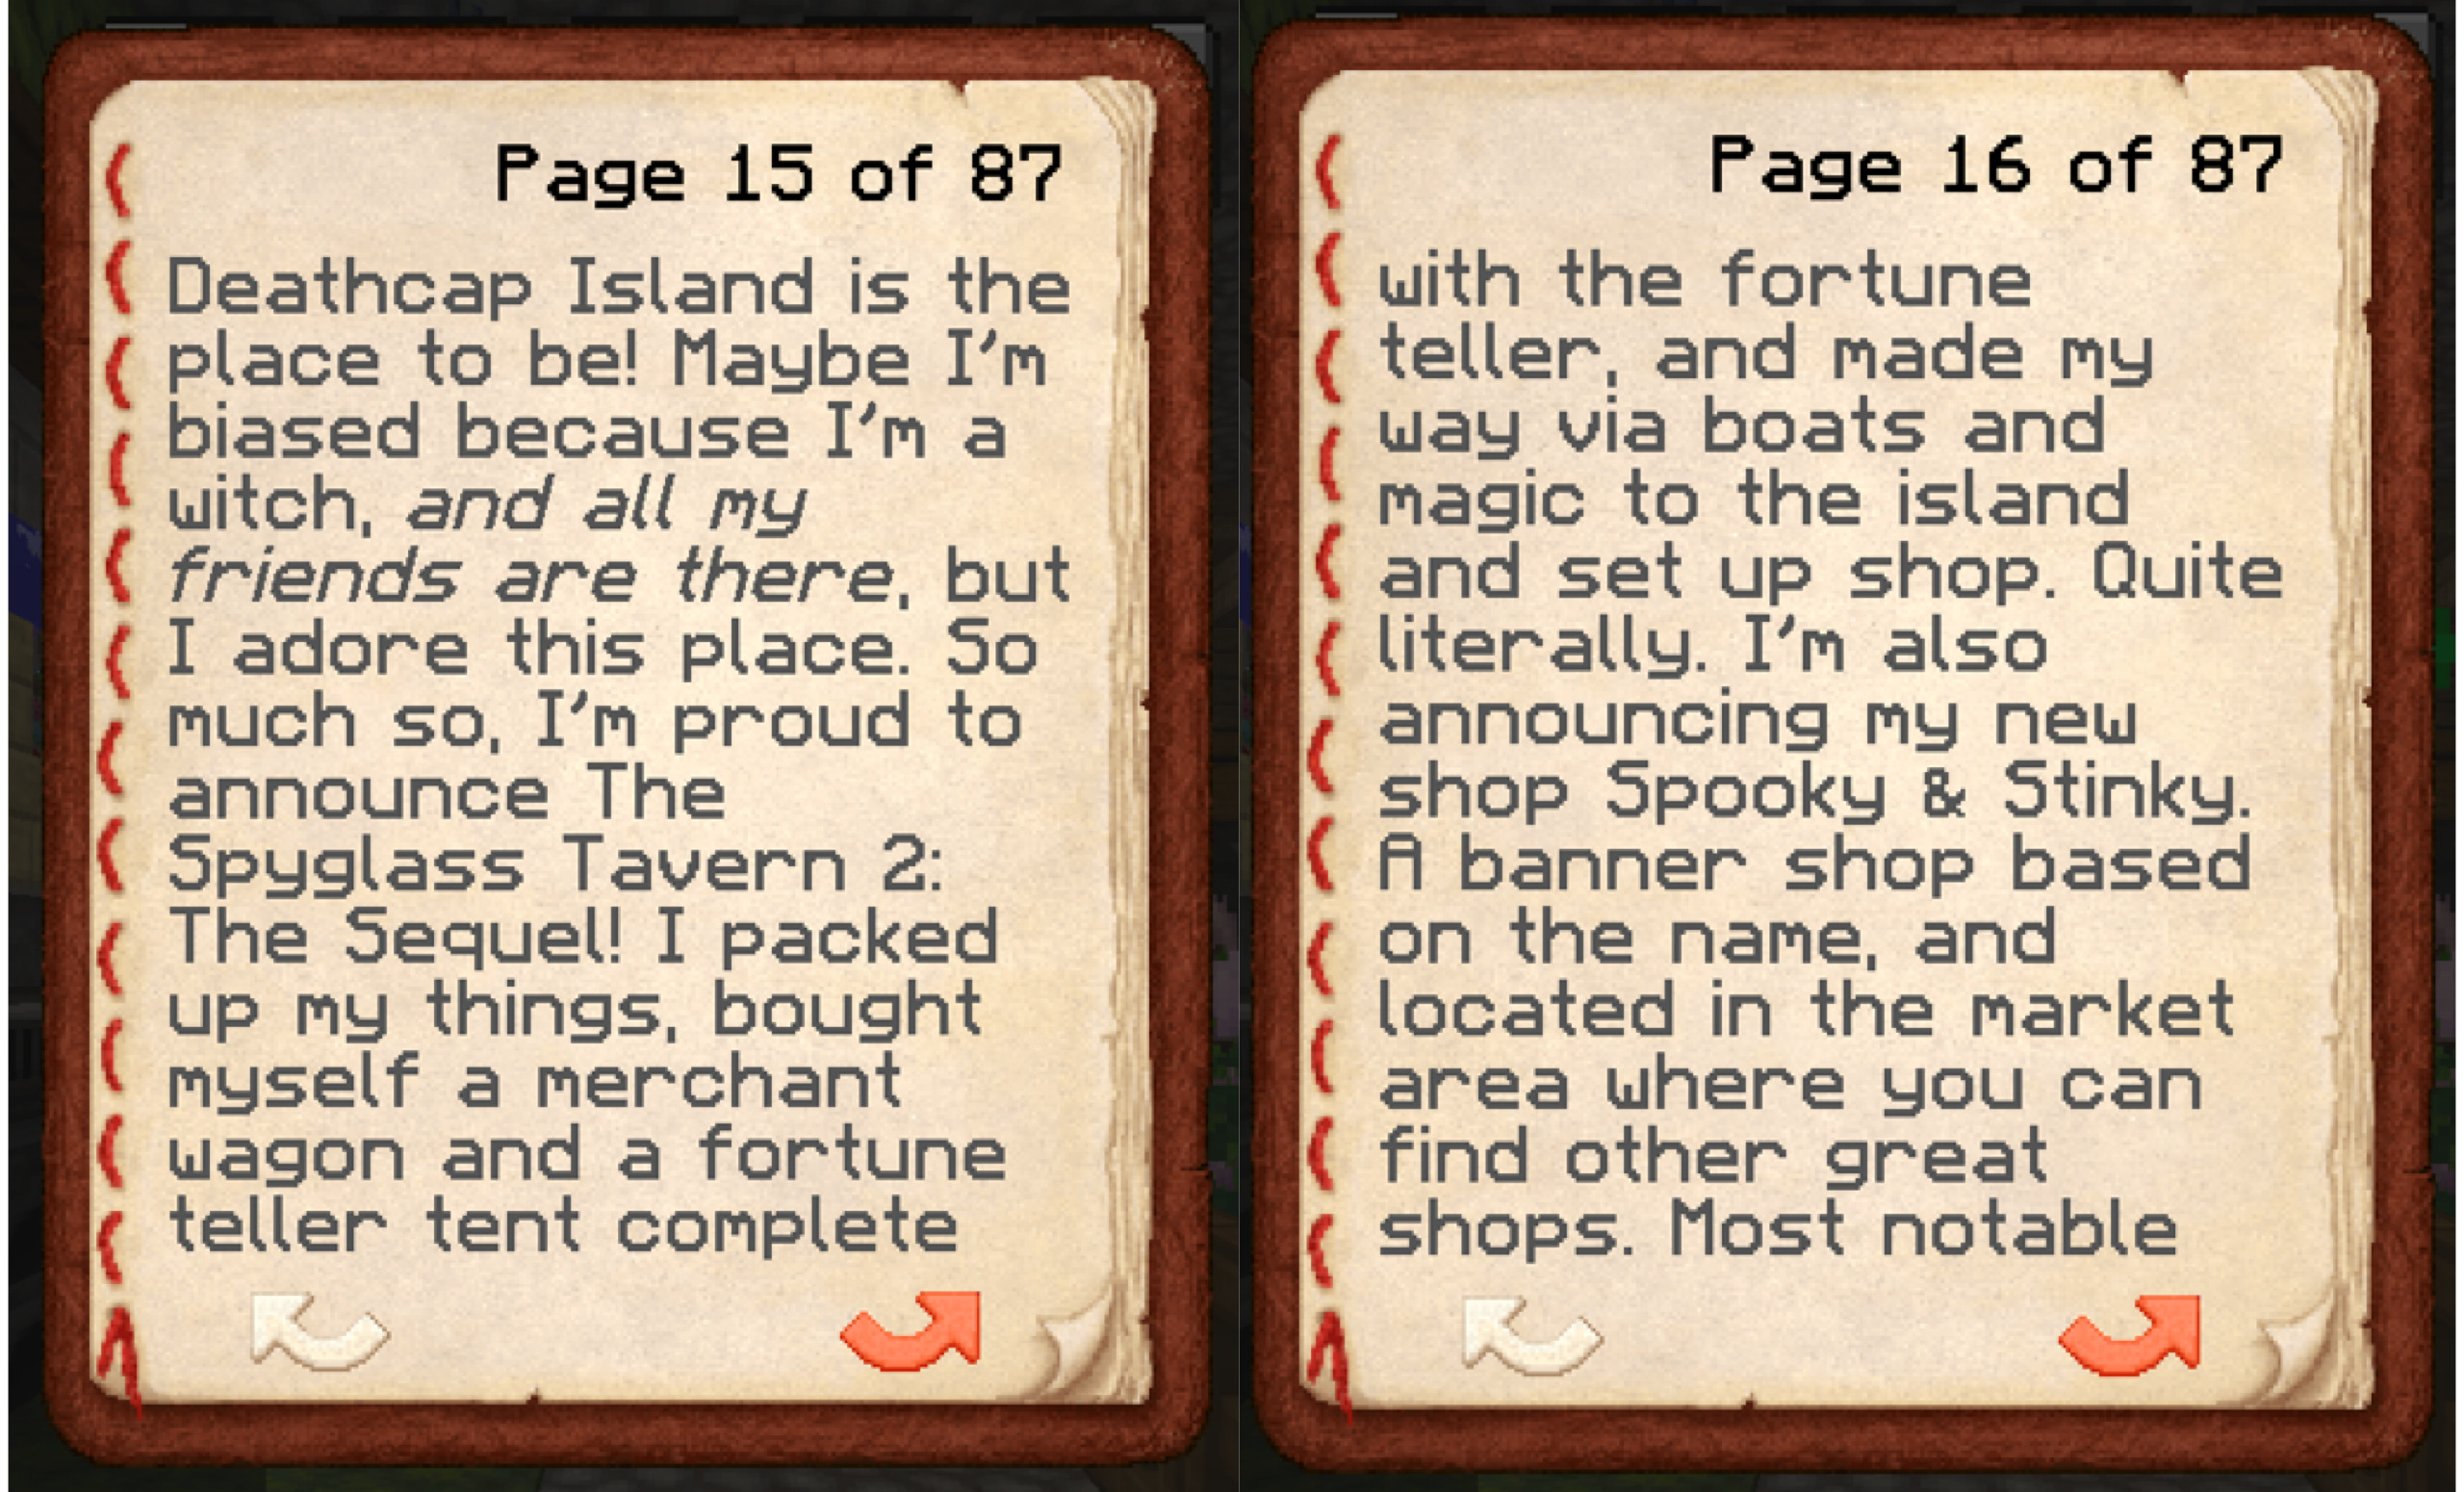 Page 15 of 87
Deathcap Island is the
place to be! Maybe I'm
biased because I'm a
witch, and all my
friends are there, but
I adore this place. So
much so, I'm proud to
announce The
Spyglass Tavern 2:
The Sequel! I packed
up my things, bought
myself a merchant
wagon and a fortune
teller tent complete
Page 16 of 87
with the fortune
teller, and made my
way via boats and
magic to the island
and set up shop. Quite
literally. I'm also
announcing my new
shop Spooky & Stinky.
A banner shop based
on the name, and
located in the market
area where you can
find other great
shops. Most notable